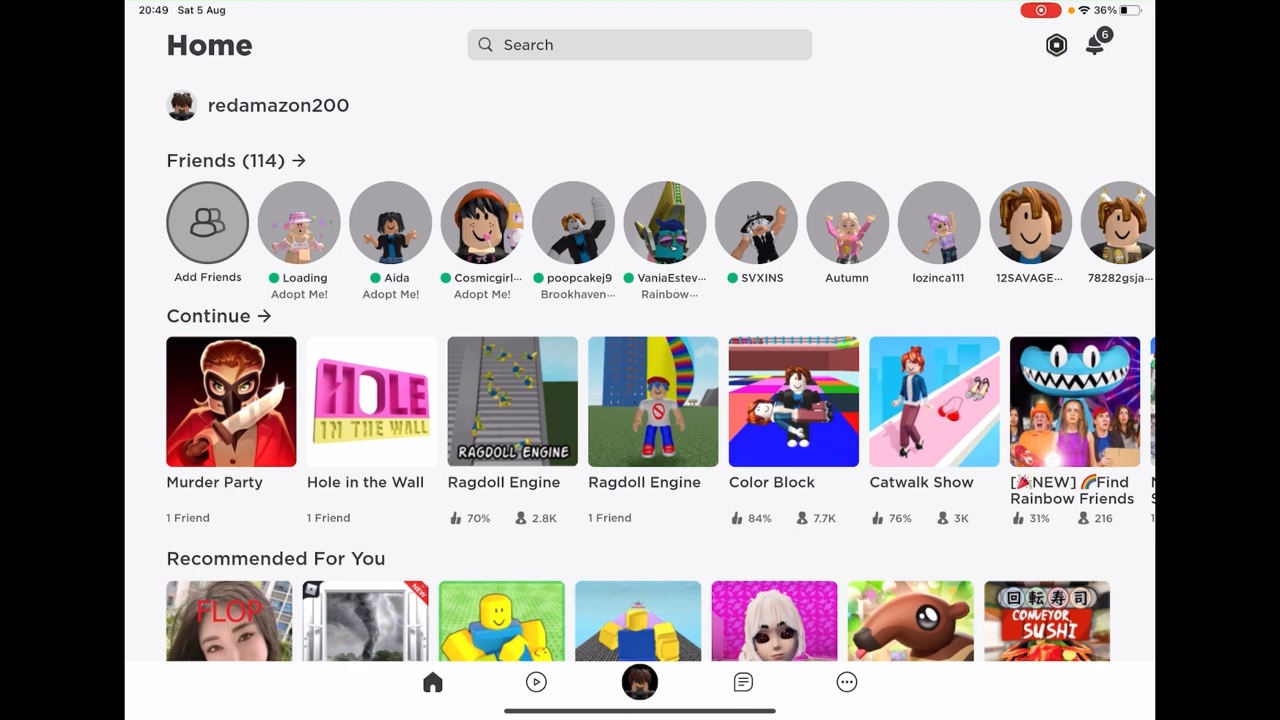 20:49 Sat 5 Aug 36%
Home
Search
6
redamazon200
Friends (114) →
Add Friends
Loading
Adopt Me!
Aida
Adopt Me!
Cosmicgirl...
Adopt Me!
poopcakej9
Brookhaven...
VaniaEstev...
Rainbow...
SVXINS
Autumn
lozinca111
12SAVAGE...
78282gsja...
Continue →
HOLE
IN THE WALL
RAGDOLL ENGINE
Murder Party
1 Friend
Hole in the Wall
1 Friend
Ragdoll Engine
70% 2.8K
Ragdoll Engine
1 Friend
Color Block
84% 7.7K
Catwalk Show
76% 3K
[🎉NEW] 🌈Find
Rainbow Friends
31% 216
Recommended For You
FLOP
NEW
回転寿司
CONVEYOR
SUSHI